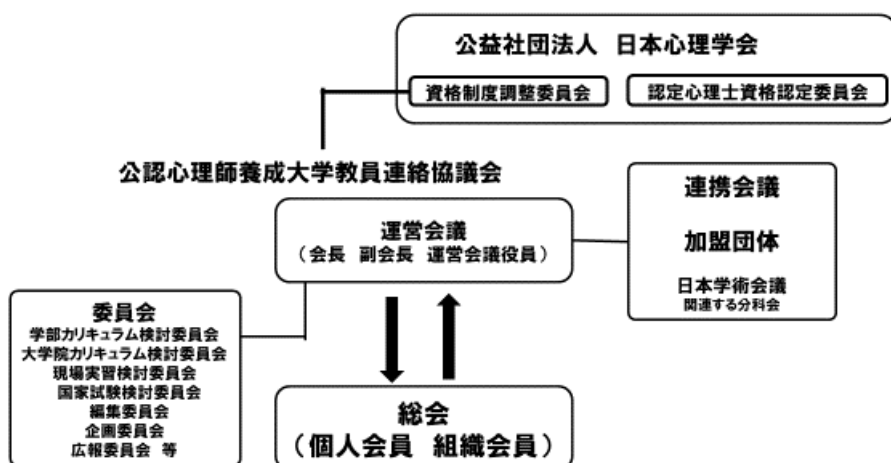 公益社団法人 日本心理学会
資格制度調整委員会
認定心理士資格認定委員会
公認心理師養成大学教員連絡協議会
運営会議
（会長 副会長 運営会議役員）
連携会議
加盟団体
日本学術会議
関連する分科会
委員会
学部カリキュラム検討委員会
大学院カリキュラム検討委員会
現場実習検討委員会
国家試験検討委員会
編集委員会
企画委員会
広報委員会 等
総会
（個人会員 組織会員）